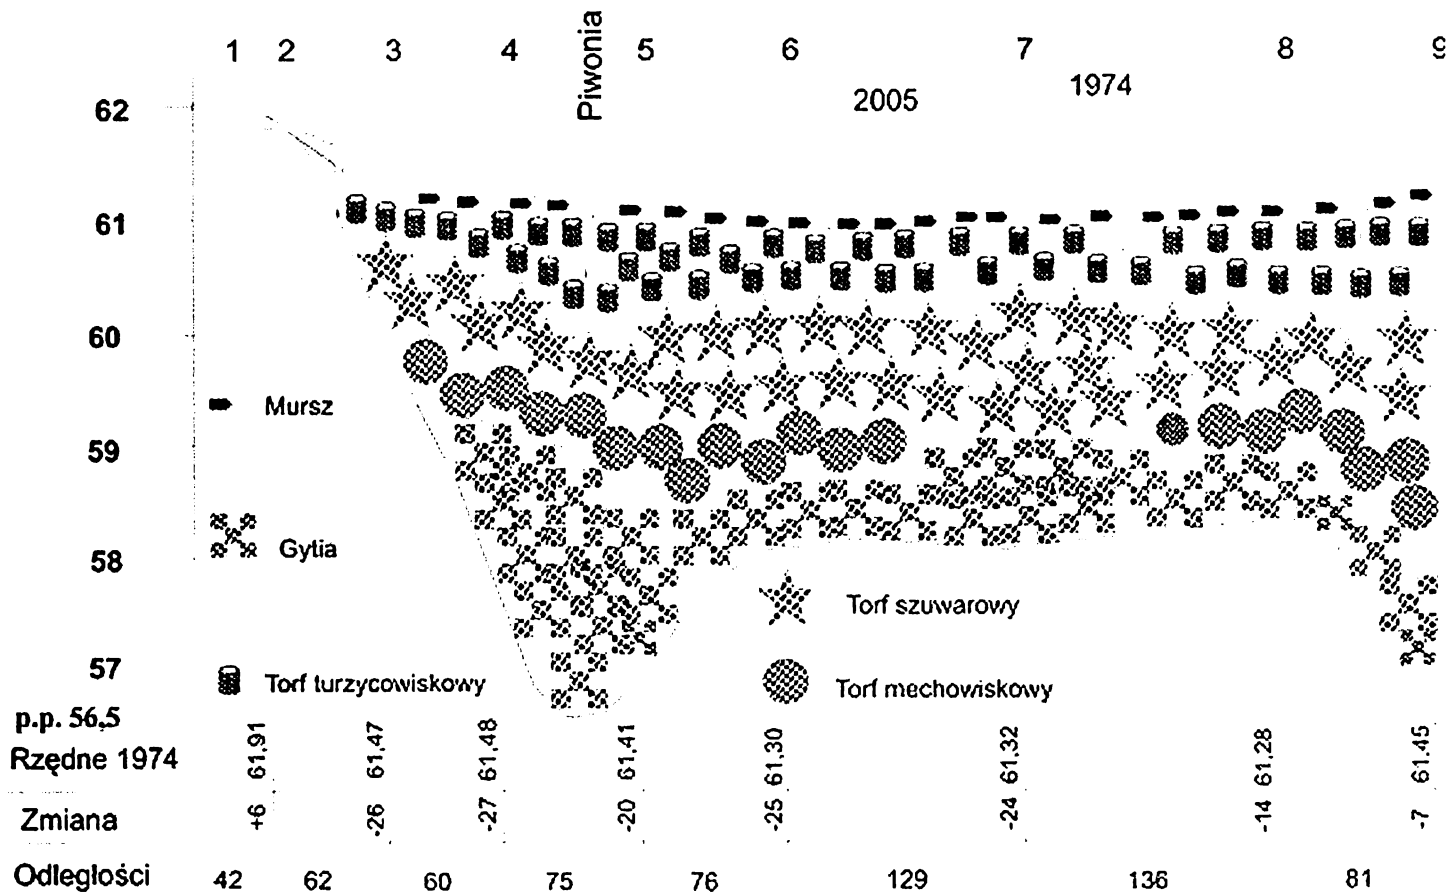 1 2 3 4 Piwonia 5 6 7 8 9
2005 1974
62
61
60
Mursz
59
Gytia
58
Torf szuwarowy
57
Torf turzycowiskowy
Torf mechowiskowy
p.p. 56,5
Rzędne 1974 61,91 61,47 61,48 61,41 61,30 61,32 61,28 61,45
Zmiana +6 -26 -27 -20 -25 -24 -14 -7
Odległości 42 62 60 75 76 129 136 81